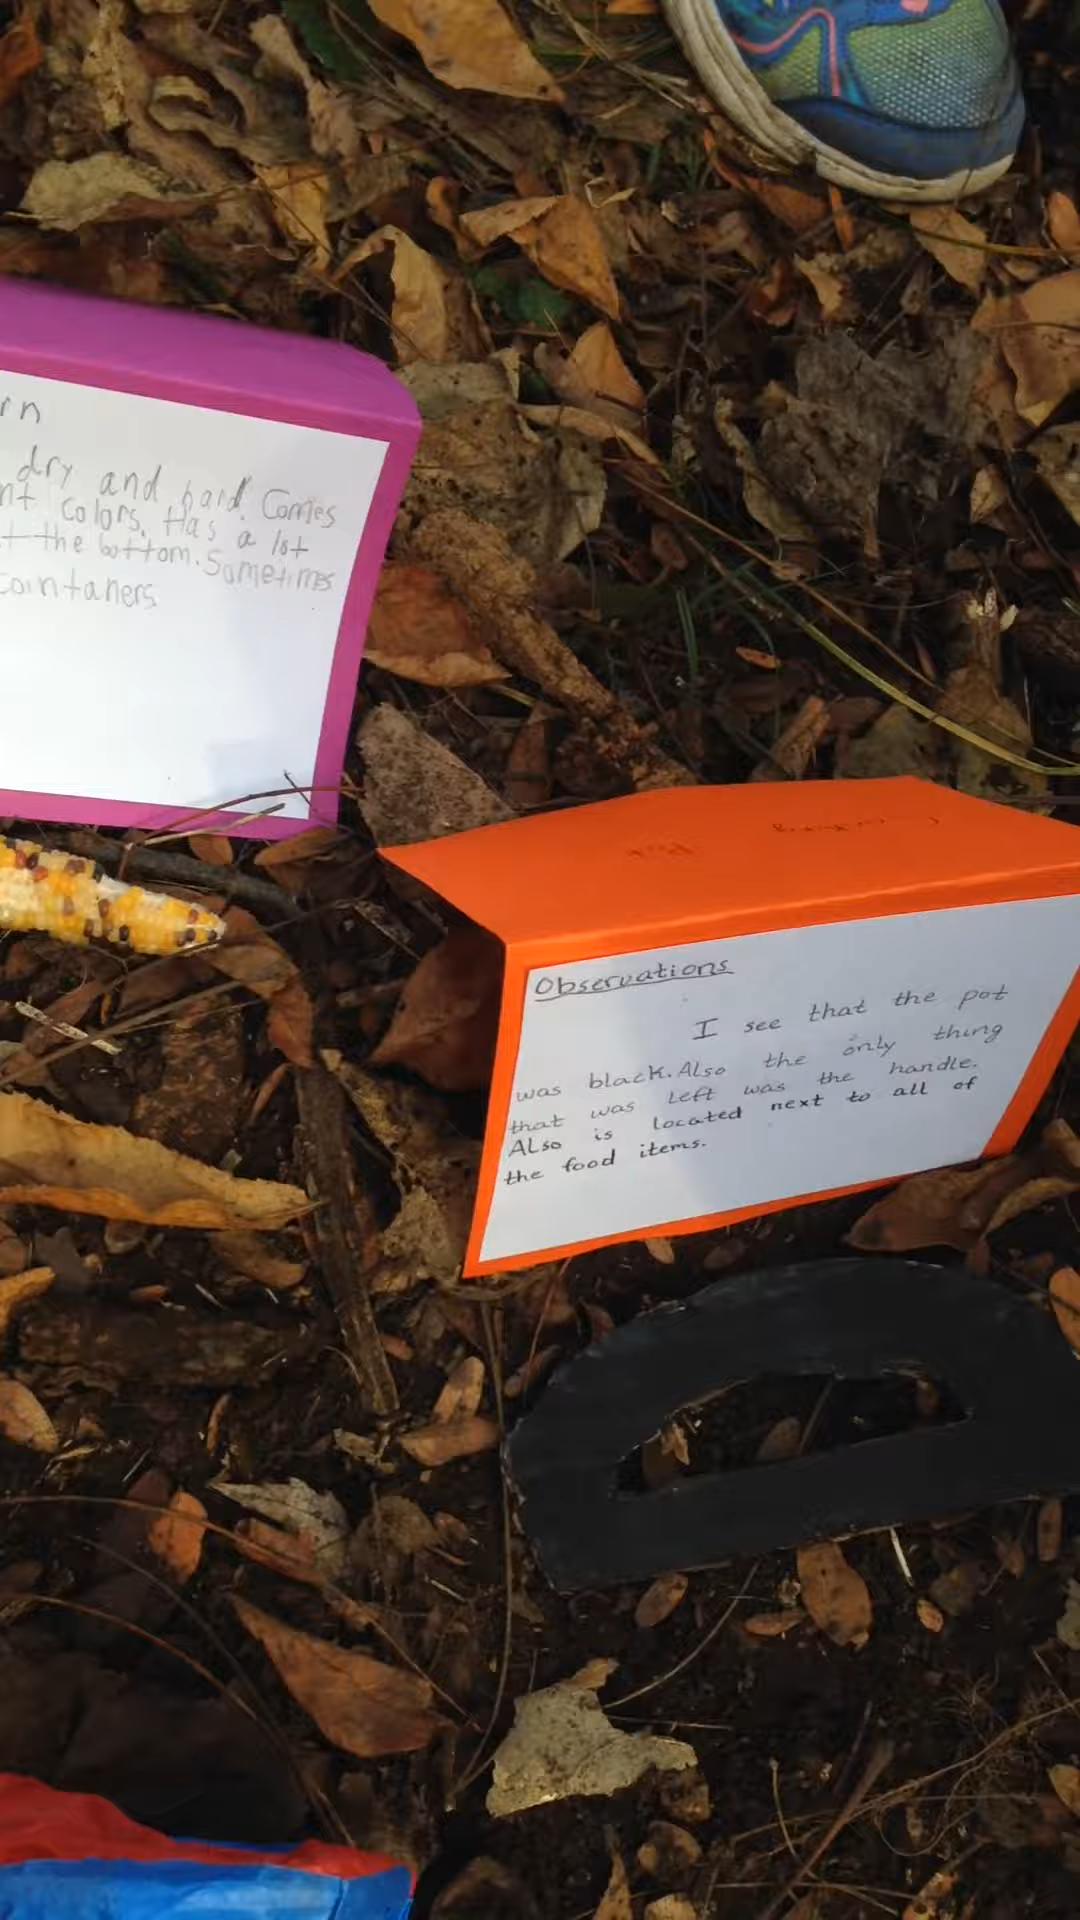 rn
dry and hard. Comes
nt colors. Has a lot
t the bottom. Sometimes
containers
Observations
I see that the pot
was black. Also the only thing
that was left was the handle.
Also is located next to all of
the food items.